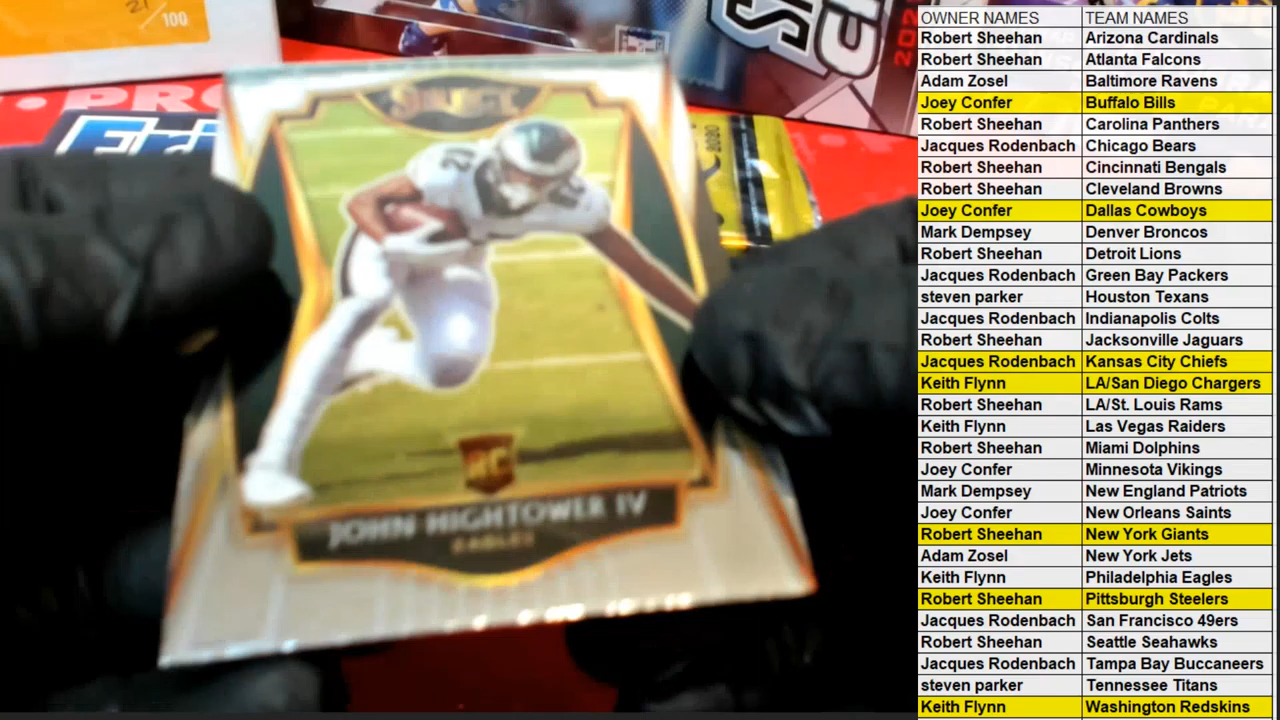 21
/100
PRO
Eri
2020
SELECT
RC
JOHN HIGHTOWER IV
EAGLES
OWNER NAMES TEAM NAMES
Robert Sheehan Arizona Cardinals
Robert Sheehan Atlanta Falcons
Adam Zosel Baltimore Ravens
Joey Confer Buffalo Bills
Robert Sheehan Carolina Panthers
Jacques Rodenbach Chicago Bears
Robert Sheehan Cincinnati Bengals
Robert Sheehan Cleveland Browns
Joey Confer Dallas Cowboys
Mark Dempsey Denver Broncos
Robert Sheehan Detroit Lions
Jacques Rodenbach Green Bay Packers
steven parker Houston Texans
Jacques Rodenbach Indianapolis Colts
Robert Sheehan Jacksonville Jaguars
Jacques Rodenbach Kansas City Chiefs
Keith Flynn LA/San Diego Chargers
Robert Sheehan LA/St. Louis Rams
Keith Flynn Las Vegas Raiders
Robert Sheehan Miami Dolphins
Joey Confer Minnesota Vikings
Mark Dempsey New England Patriots
Joey Confer New Orleans Saints
Robert Sheehan New York Giants
Adam Zosel New York Jets
Keith Flynn Philadelphia Eagles
Robert Sheehan Pittsburgh Steelers
Jacques Rodenbach San Francisco 49ers
Robert Sheehan Seattle Seahawks
Jacques Rodenbach Tampa Bay Buccaneers
steven parker Tennessee Titans
Keith Flynn Washington Redskins